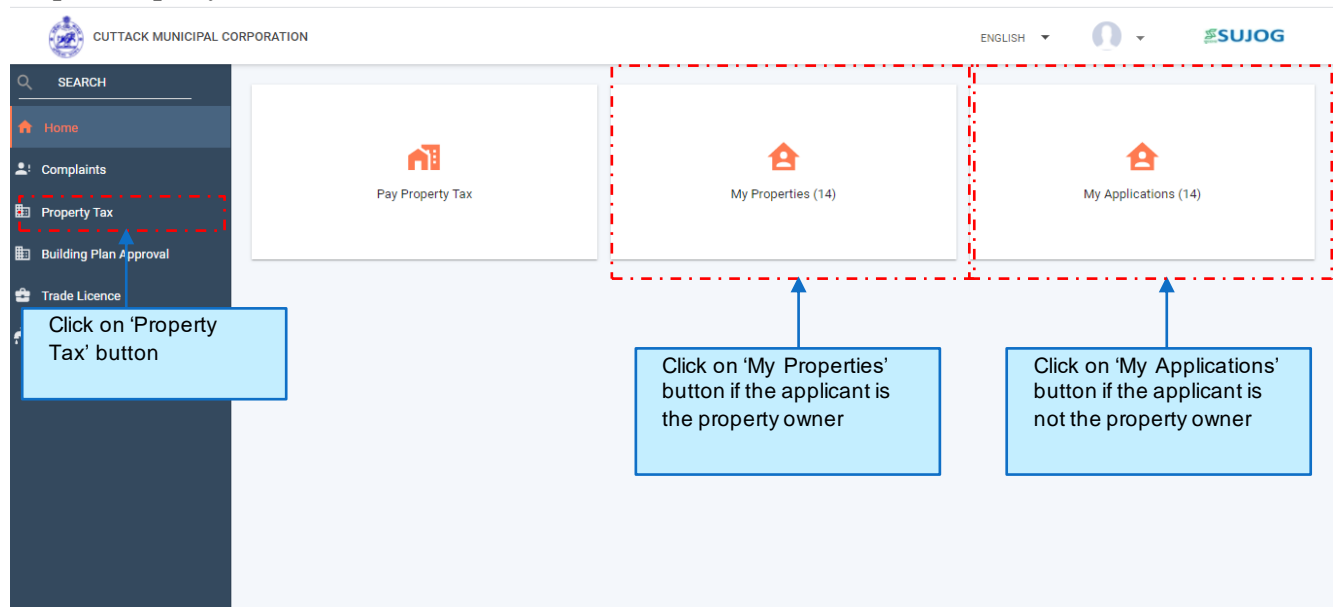 CUTTACK MUNICIPAL CORPORATION
ENGLISH
SUJOG
SEARCH
Home
Complaints
Property Tax
Building Plan Approval
Trade Licence
Pay Property Tax
My Properties (14)
My Applications (14)
Click on ‘Property
Tax’ button
Click on ‘My Properties’
button if the applicant is
the property owner
Click on ‘My Applications’
button if the applicant is
not the property owner